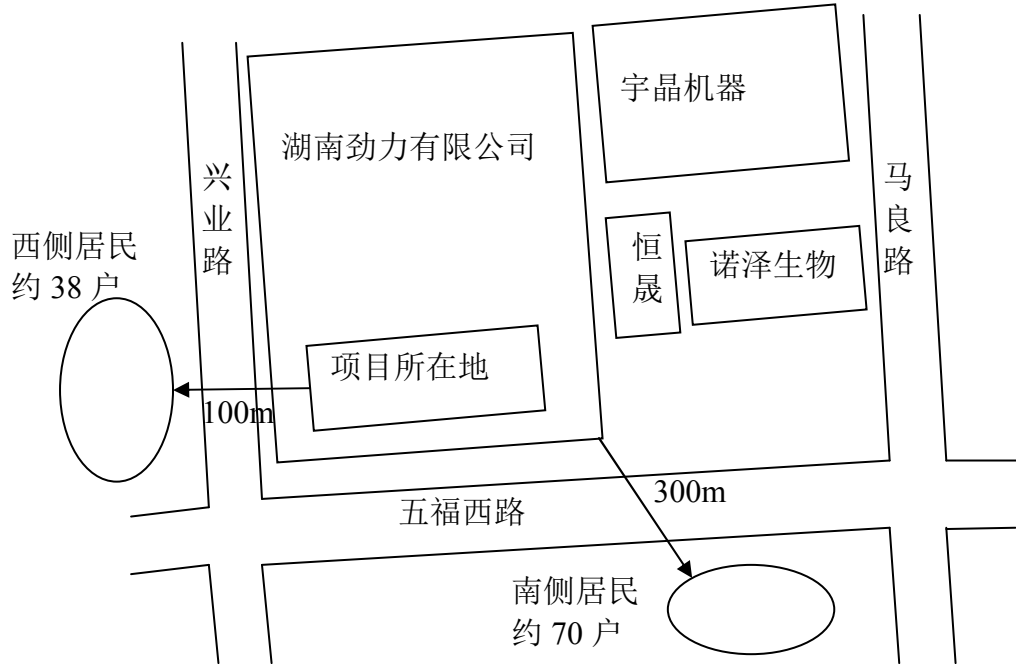 宇晶机器
湖南劲力有限公司
兴业路
马良路
西侧居民
约 38 户
恒晟
诺泽生物
项目所在地
100m
300m
五福西路
南侧居民
约 70 户